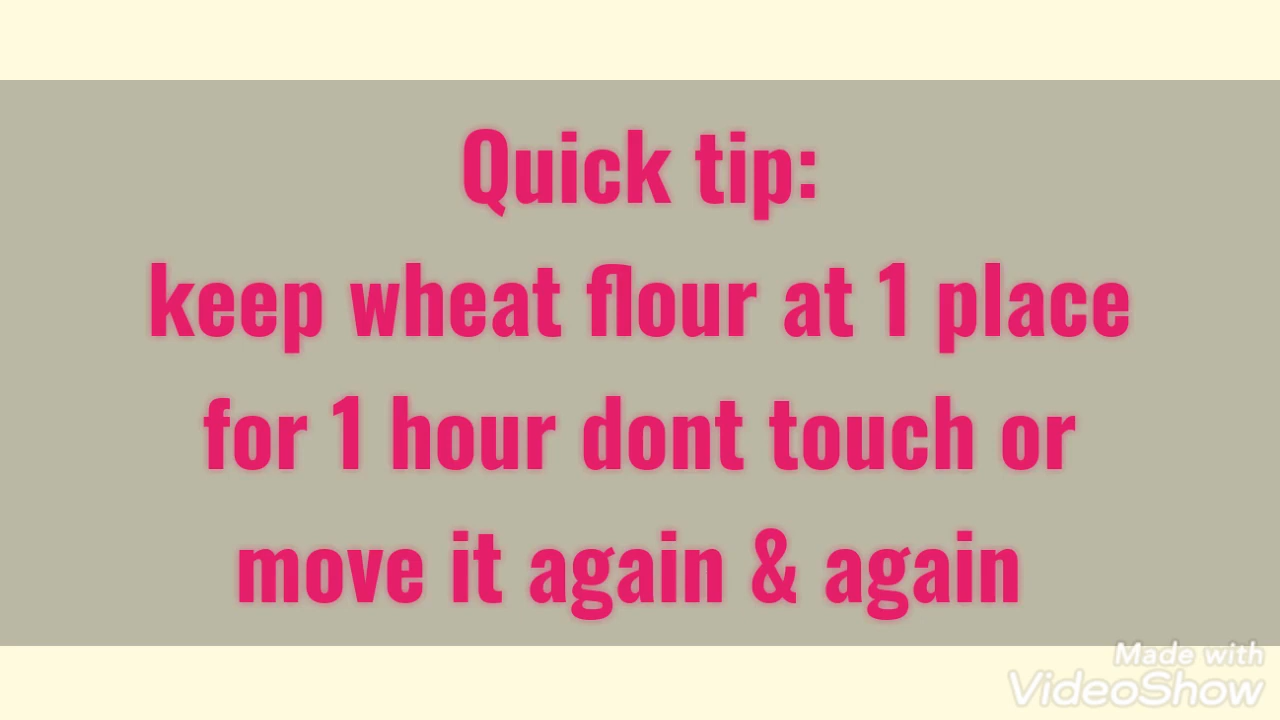 Quick tip:
keep wheat flour at 1 place
for 1 hour dont touch or
move it again & again
Made with
VideoShow